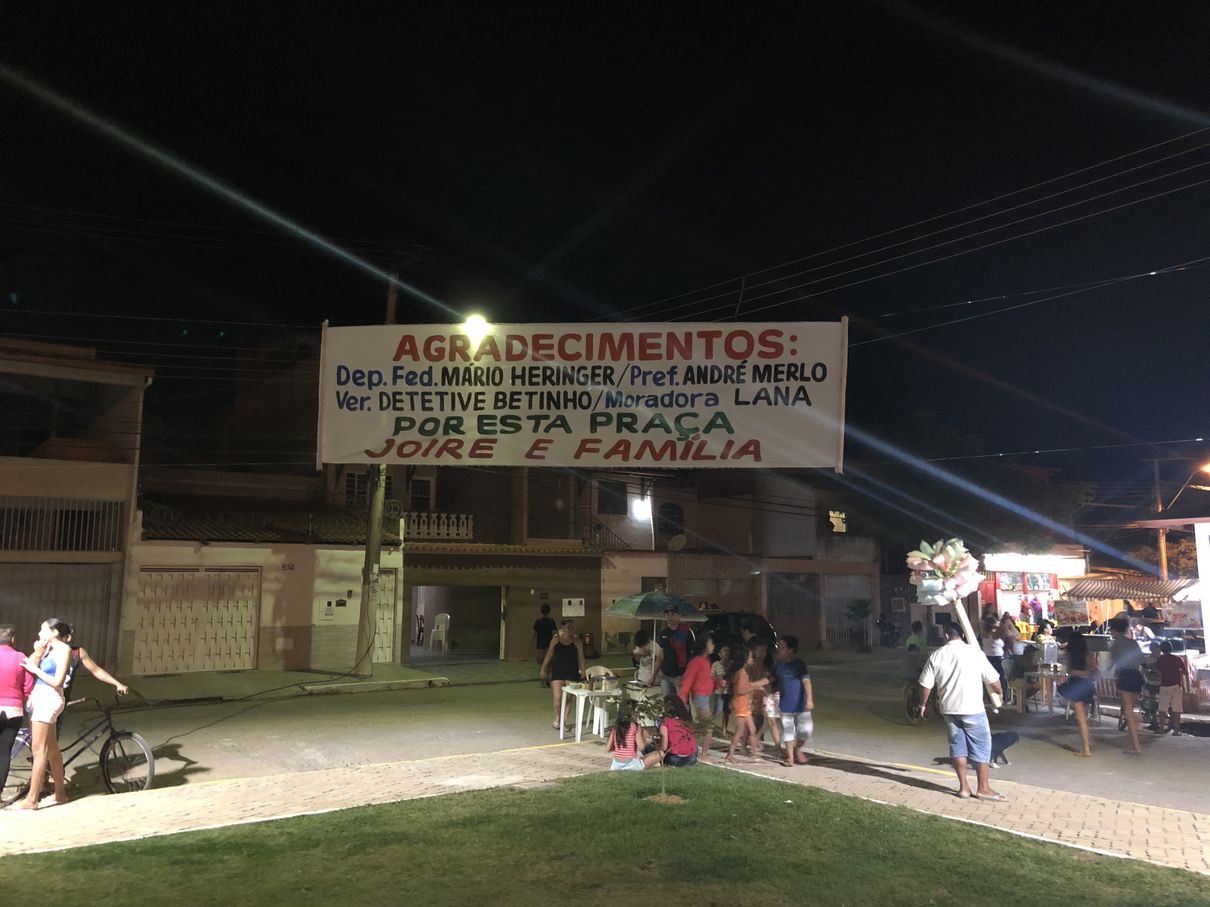 AGRADECIMENTOS:
Dep. Fed. MÁRIO HERINGER/Pref. ANDRÉ MERLO
Ver. DETETIVE BETINHO/Moradora LANA
POR ESTA PRAÇA
JOIRE E FAMÍLIA